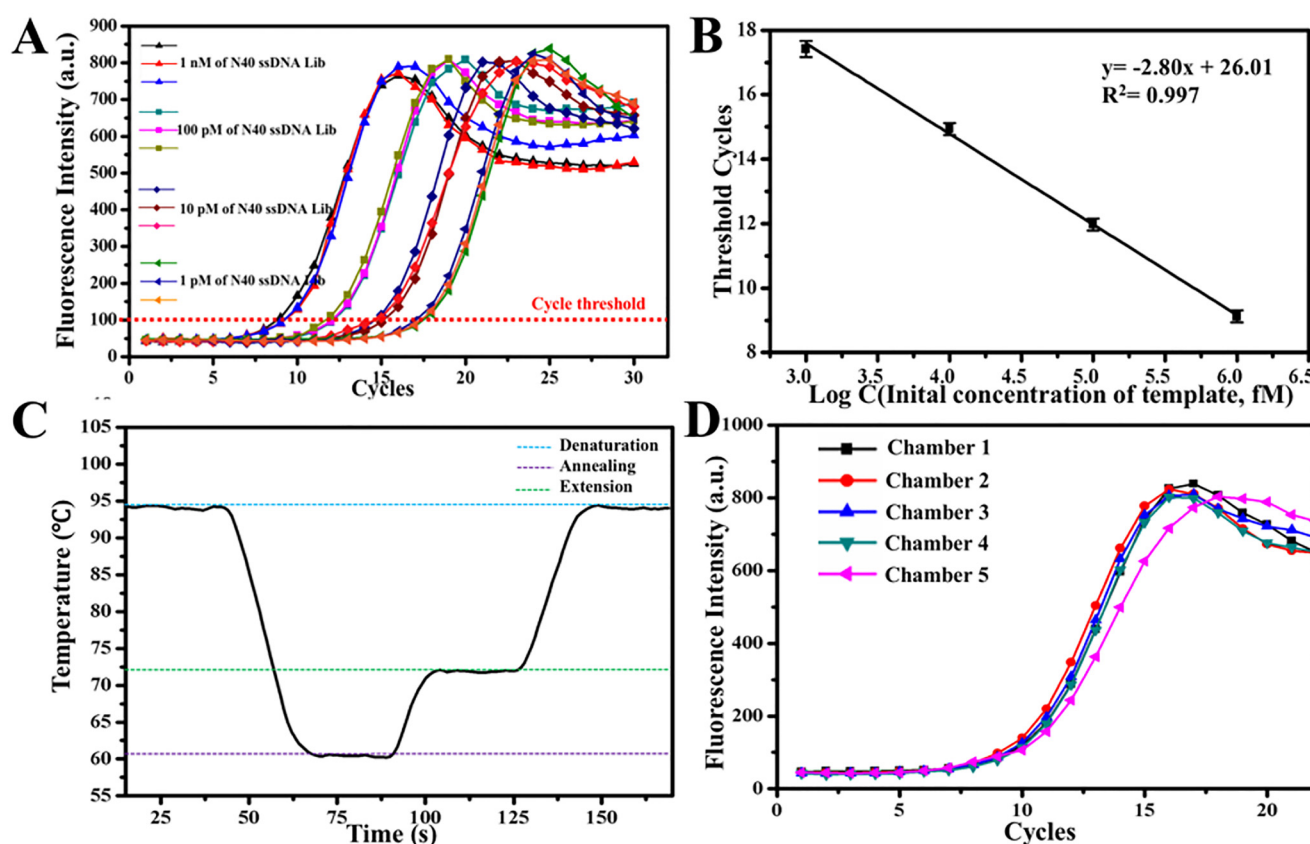 A
Fluorescence Intensity (a.u.)
900
800
700
600
500
400
300
200
100
0
1 nM of N40 ssDNA Lib
100 pM of N40 ssDNA Lib
10 pM of N40 ssDNA Lib
1 pM of N40 ssDNA Lib
Cycle threshold
0 5 10 15 20 25 30
Cycles
B
Threshold Cycles
18
16
14
12
10
8
y= -2.80x + 26.01
R²= 0.997
3.0 3.5 4.0 4.5 5.0 5.5 6.0 6.5
Log C(Inital concentration of template, fM)
C
Temperature (°C)
105
100
95
90
85
80
75
70
65
60
55
Denaturation
Annealing
Extension
25 50 75 100 125 150
Time (s)
D
Fluorescence Intensity (a.u.)
1000
800
600
400
200
0
Chamber 1
Chamber 2
Chamber 3
Chamber 4
Chamber 5
0 5 10 15 20
Cycles